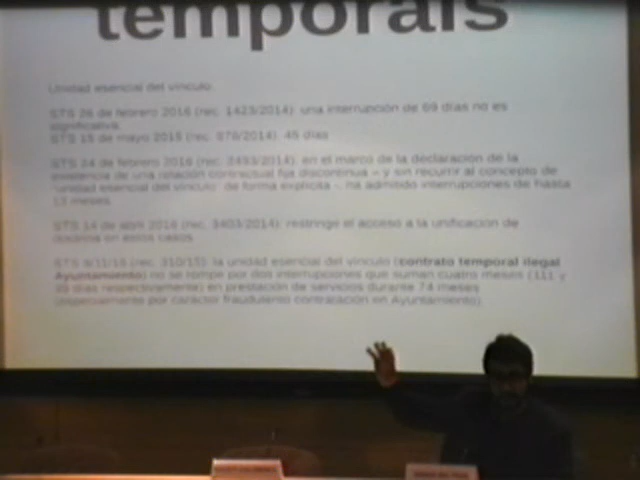 temporals
Unidad esencial del vínculo:
STS 26 de febrero 2016 (rec. 1423/2014): una interrupción de 69 días no es
significativa.
STS 15 de mayo 2015 (rec. 878/2014): 45 días
STS 24 de febrero 2016 (rec. 2493/2014): en el marco de la declaración de la
existencia de una relación contractual fija discontinua – y sin recurrir al concepto de
"unidad esencial del vínculo" de forma explícita -, ha admitido interrupciones de hasta
13 meses.
STS 14 de abril 2016 (rec. 3403/2014): restringe el acceso a la unificación de
doctrina en estos casos
STS (rec. 310/15): la unidad esencial del vínculo (contrato temporal ilegal
Ayuntamiento) no se rompe por dos interrupciones que suman cuatro meses (111 y
días respectivamente) en prestación de servicios durante 74 meses
(especialmente por carácter fraudulento contratación en Ayuntamiento).